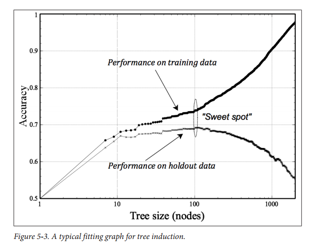 1
0.9
0.8
0.7
0.6
0.5
Accuracy
Performance on training data
"Sweet spot"
Performance on holdout data
1
10
100
1000
Tree size (nodes)
Figure 5-3. A typical fitting graph for tree induction.